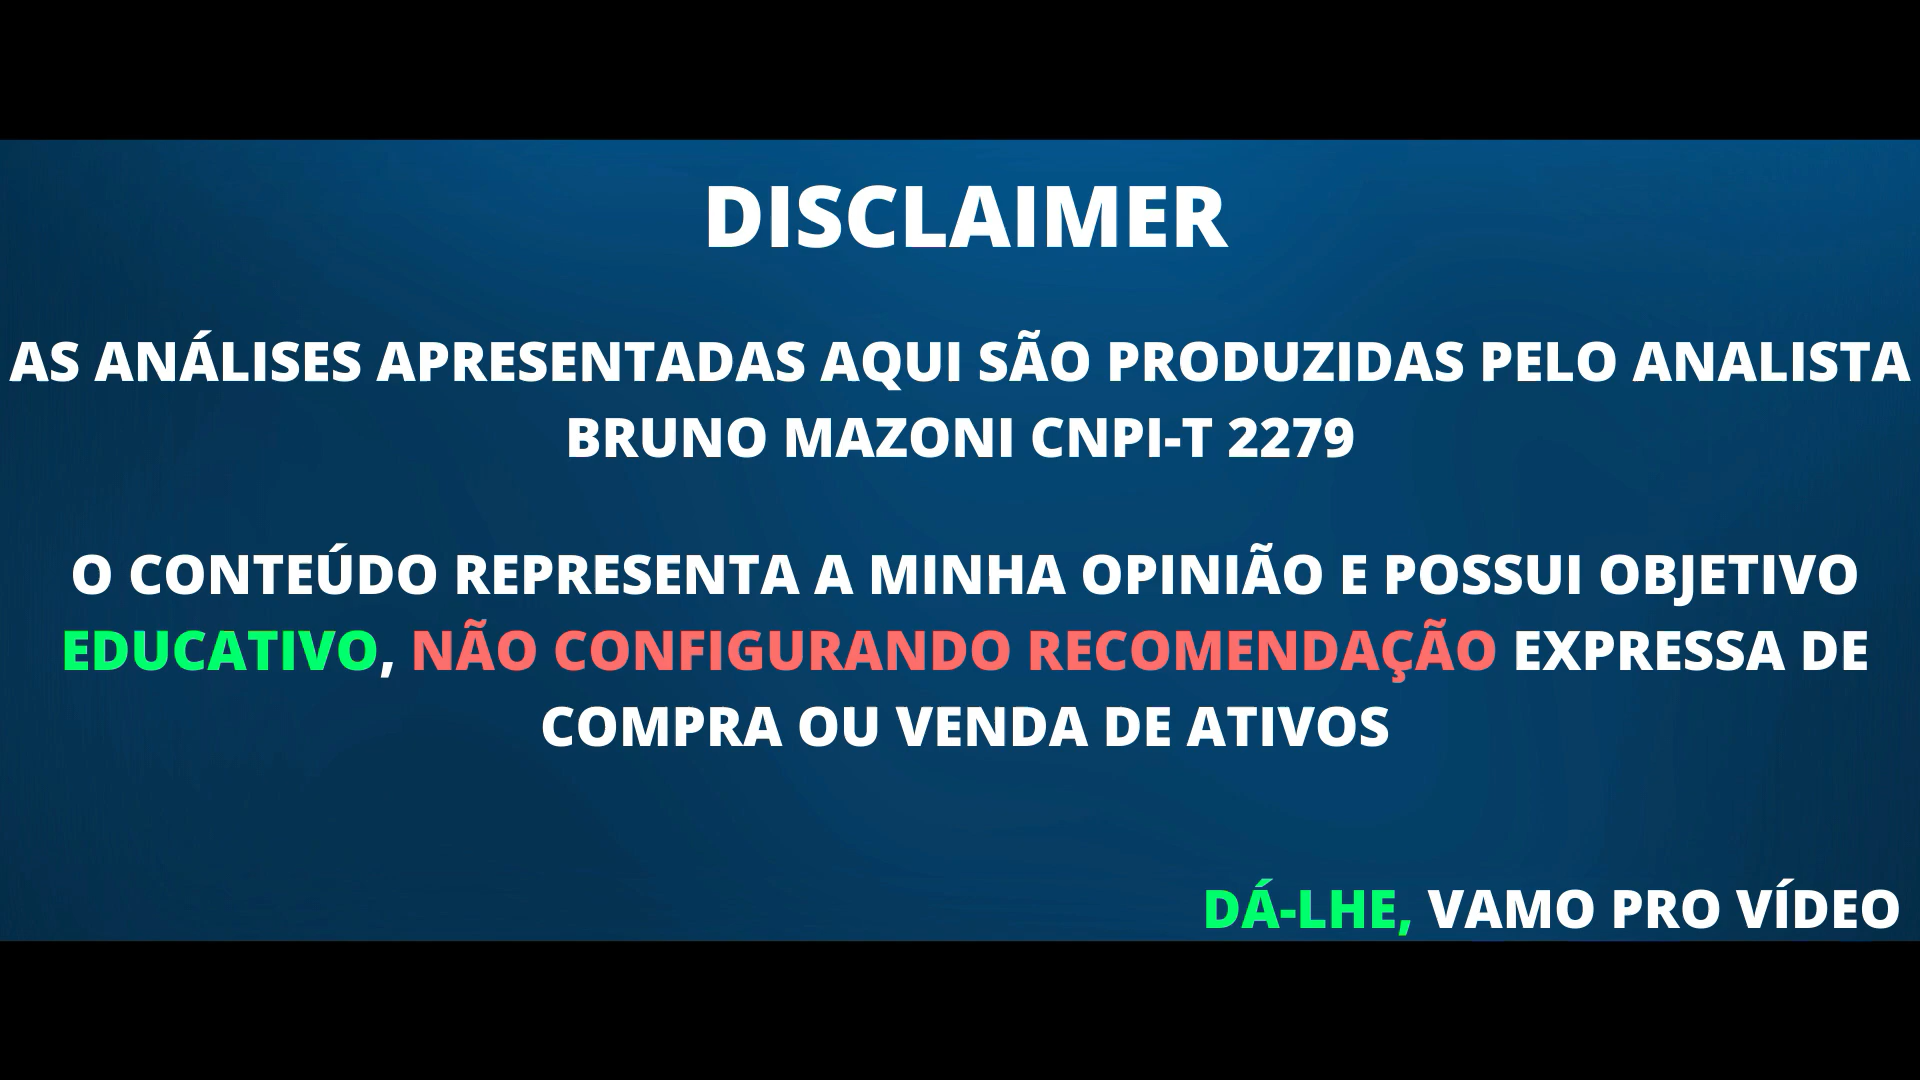 DISCLAIMER
AS ANÁLISES APRESENTADAS AQUI SÃO PRODUZIDAS PELO ANALISTA
BRUNO MAZONI CNPI-T 2279
O CONTEÚDO REPRESENTA A MINHA OPINIÃO E POSSUI OBJETIVO
EDUCATIVO, NÃO CONFIGURANDO RECOMENDAÇÃO EXPRESSA DE
COMPRA OU VENDA DE ATIVOS
DÁ-LHE, VAMO PRO VÍDEO